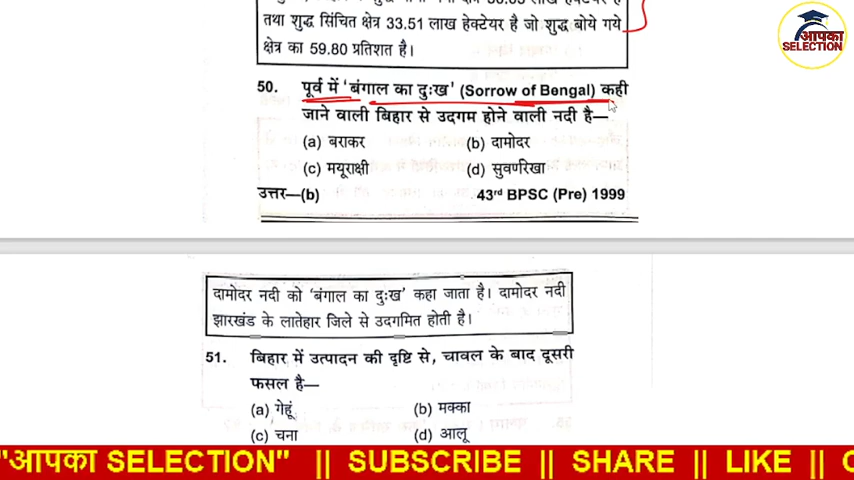 तथा शुद्ध सिंचित क्षेत्र 33.51 लाख हेक्टेयर है जो शुद्ध बोये गये
क्षेत्र का 59.80 प्रतिशत है।
आपका
SELECTION
50. पूर्व में 'बंगाल का दुःख' (Sorrow of Bengal) कही
जाने वाली बिहार से उदगम होने वाली नदी है—
(a) बराकर (b) दामोदर
(c) मयूराक्षी (d) सुवर्णरेखा
उत्तर—(b) 43rd BPSC (Pre) 1999
दामोदर नदी को 'बंगाल का दुःख' कहा जाता है। दामोदर नदी
झारखंड के लातेहार जिले से उदगमित होती है।
51. बिहार में उत्पादन की दृष्टि से, चावल के बाद दूसरी
फसल है—
(a) गेहूं (b) मक्का
(c) चना (d) आलू
"आपका SELECTION" || SUBSCRIBE || SHARE || LIKE ||